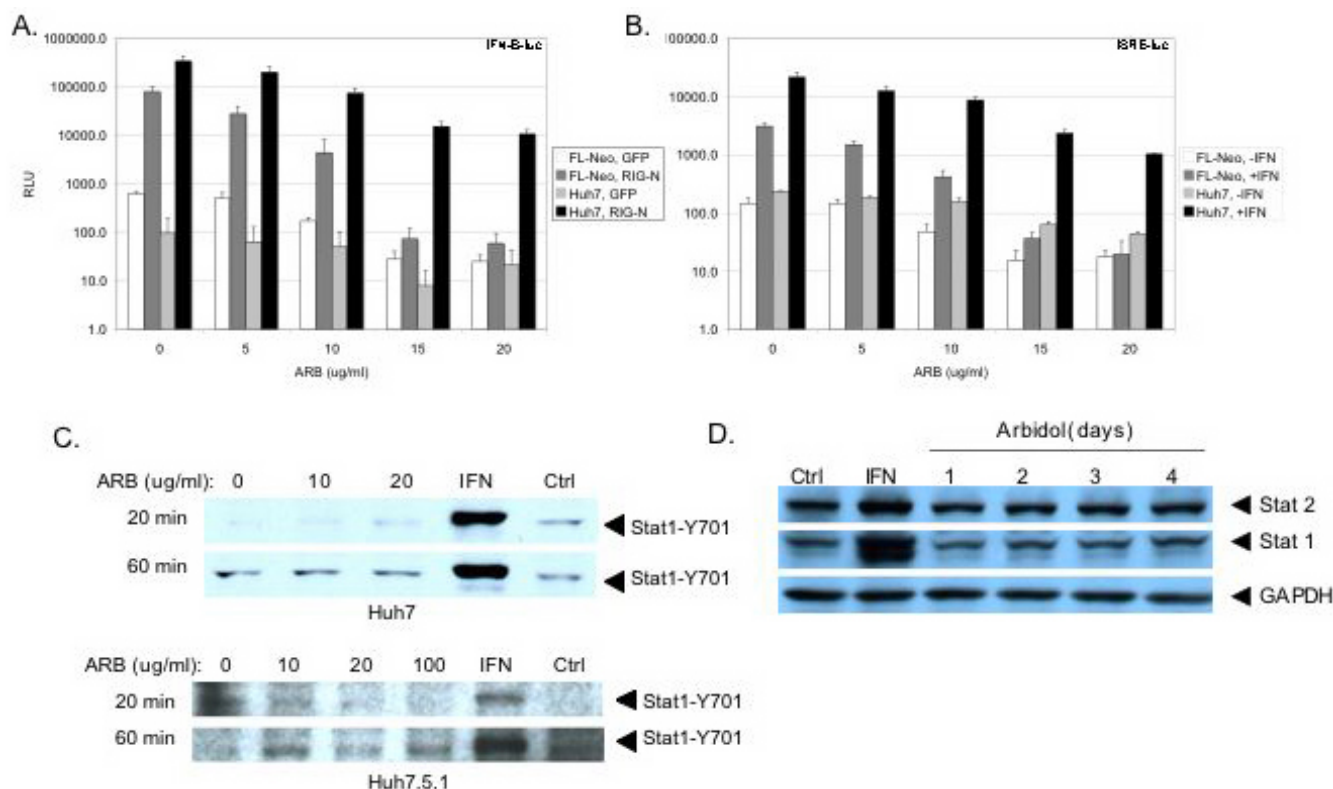 A.
IFN-B-luc
1000000.0
100000.0
10000.0
1000.0
100.0
10.0
1.0
RLU
0 5 10 15 20
ARB (ug/ml)
FL-Neo, GFP
FL-Neo, RIG-N
Huh7, GFP
Huh7, RIG-N
B.
ISRE-luc
100000.0
10000.0
1000.0
100.0
10.0
1.0
0 5 10 15 20
ARB (ug/ml)
FL-Neo, -IFN
FL-Neo, +IFN
Huh7, -IFN
Huh7, +IFN
C.
ARB (ug/ml): 0 10 20 IFN Ctrl
20 min Stat1-Y701
60 min Stat1-Y701
Huh7
ARB (ug/ml): 0 10 20 100 IFN Ctrl
20 min Stat1-Y701
60 min Stat1-Y701
Huh7.5.1
D.
Arbidol(days)
Ctrl IFN 1 2 3 4
Stat 2
Stat 1
GAPDH